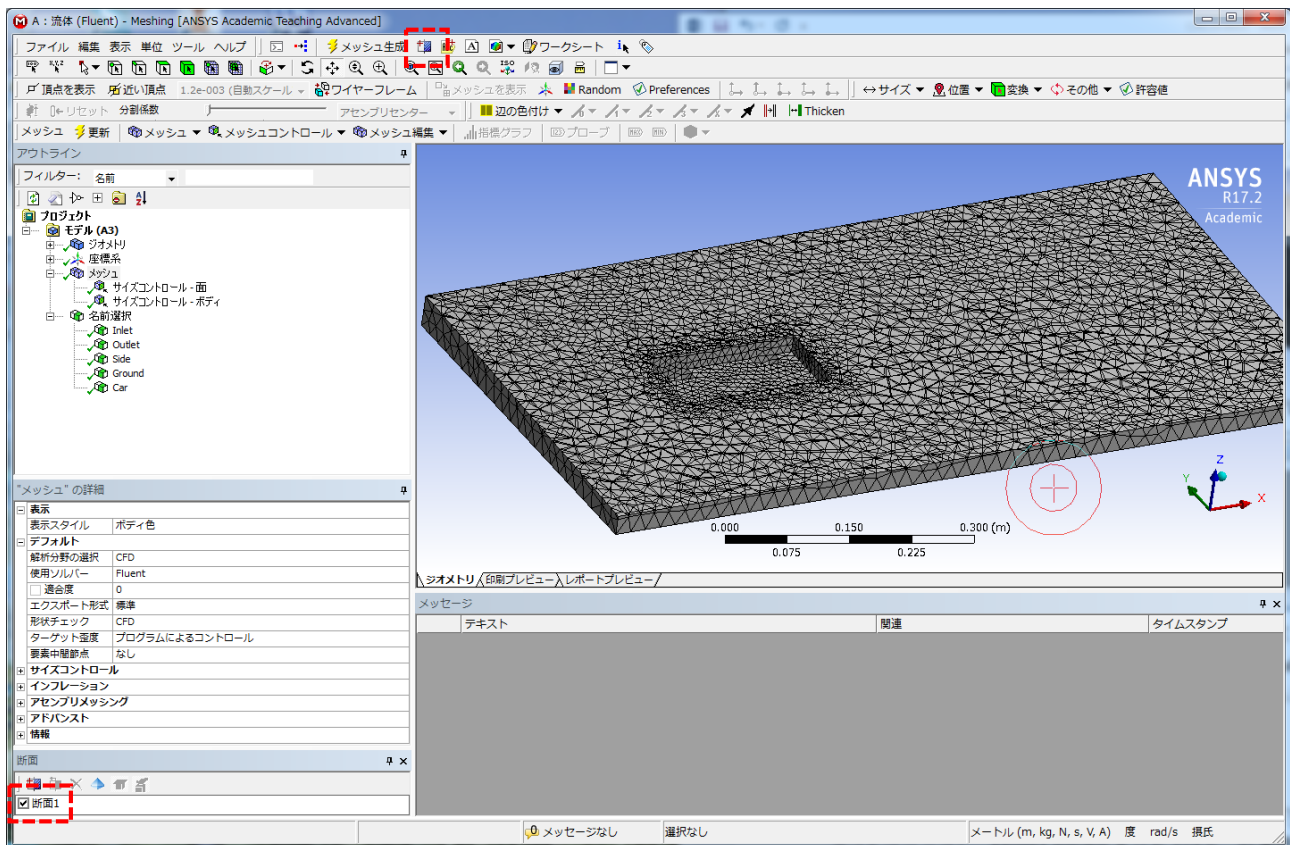 A : 流体 (Fluent) - Meshing [ANSYS Academic Teaching Advanced]
ファイル 編集 表示 単位 ツール ヘルプ メッシュ生成 A ワークシート
頂点を表示 近い頂点 1.2e-003 (自動スケール ワイヤーフレーム メッシュを表示 Random Preferences サイズ 位置 変換 その他 許容値
リセット 分割係数 アセンブリセンター 辺の色付け Thicken
メッシュ 更新 メッシュ メッシュコントロール メッシュ編集 指標グラフ プローブ
アウトライン
フィルター: 名前
プロジェクト
モデル (A3)
ジオメトリ
座標系
メッシュ
サイズコントロール - 面
サイズコントロール - ボディ
名前選択
Inlet
Outlet
Side
Ground
Car
ANSYS
R17.2
Academic
Z
Y
X
0.000 0.150 0.300 (m)
0.075 0.225
"メッシュ" の詳細
表示
表示スタイル ボディ色
デフォルト
解析分野の選択 CFD
使用ソルバー Fluent
適合度 0
エクスポート形式 標準
形状チェック CFD
ターゲット歪度 プログラムによるコントロール
要素中間節点 なし
サイズコントロール
インフレーション
アセンブリメッシング
アドバンスト
情報
ジオメトリ 印刷プレビュー レポートプレビュー
メッセージ
テキスト 関連 タイムスタンプ
断面
断面1
0 メッセージなし 選択なし メートル (m, kg, N, s, V, A) 度 rad/s 摂氏